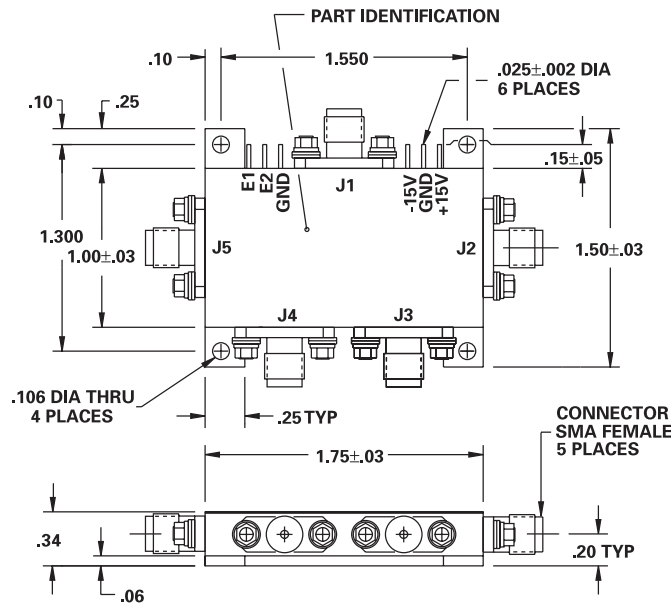 PART IDENTIFICATION
.10
1.550
.025±.002 DIA
6 PLACES
.10
.25
.15±.05
E1
E2
GND
J1
-15V
GND
+15V
1.300
1.00±.03
J5
J2
1.50±.03
J4
J3
.106 DIA THRU
4 PLACES
.25 TYP
CONNECTOR
SMA FEMALE
5 PLACES
1.75±.03
.34
.20 TYP
.06